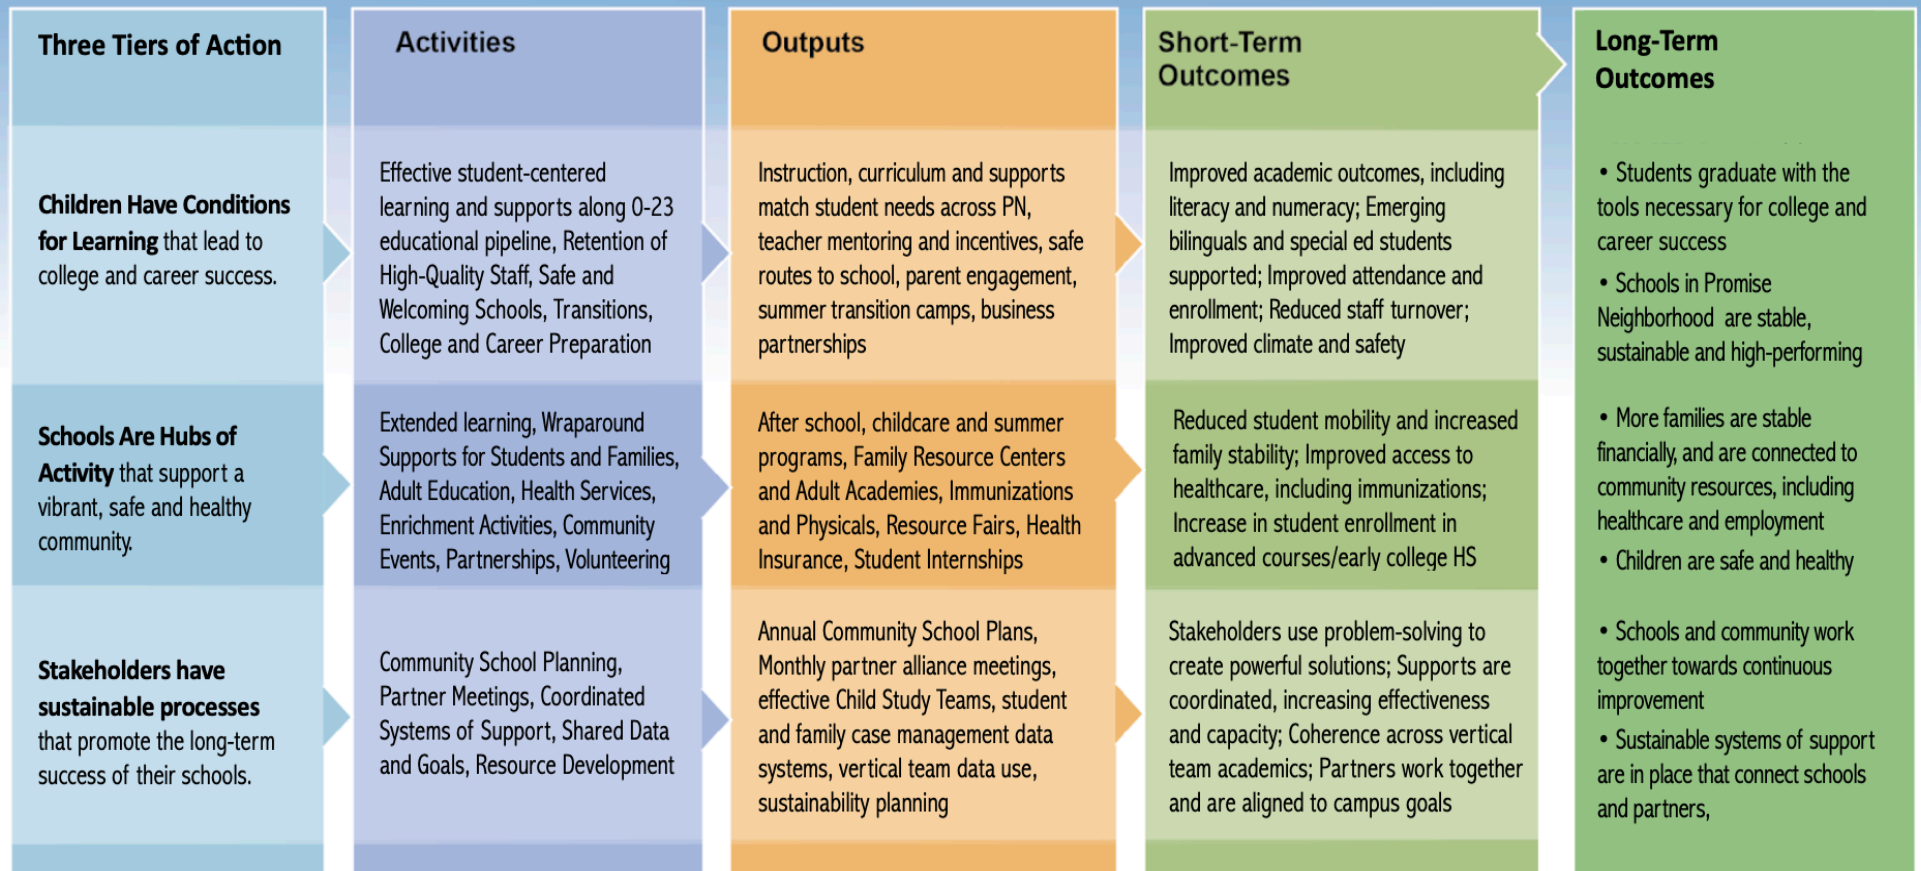 Three Tiers of Action
Activities
Outputs
Short-Term
Outcomes
Long-Term
Outcomes
Children Have Conditions
for Learning that lead to
college and career success.
Effective student-centered
learning and supports along 0-23
educational pipeline, Retention of
High-Quality Staff, Safe and
Welcoming Schools, Transitions,
College and Career Preparation
Instruction, curriculum and supports
match student needs across PN,
teacher mentoring and incentives, safe
routes to school, parent engagement,
summer transition camps, business
partnerships
Improved academic outcomes, including
literacy and numeracy; Emerging
bilinguals and special ed students
supported; Improved attendance and
enrollment; Reduced staff turnover;
Improved climate and safety
• Students graduate with the
tools necessary for college and
career success
• Schools in Promise
Neighborhood are stable,
sustainable and high-performing
Schools Are Hubs of
Activity that support a
vibrant, safe and healthy
community.
Extended learning, Wraparound
Supports for Students and Families,
Adult Education, Health Services,
Enrichment Activities, Community
Events, Partnerships, Volunteering
After school, childcare and summer
programs, Family Resource Centers
and Adult Academies, Immunizations
and Physicals, Resource Fairs, Health
Insurance, Student Internships
Reduced student mobility and increased
family stability; Improved access to
healthcare, including immunizations;
Increase in student enrollment in
advanced courses/early college HS
• More families are stable
financially, and are connected to
community resources, including
healthcare and employment
• Children are safe and healthy
Stakeholders have
sustainable processes
that promote the long-term
success of their schools.
Community School Planning,
Partner Meetings, Coordinated
Systems of Support, Shared Data
and Goals, Resource Development
Annual Community School Plans,
Monthly partner alliance meetings,
effective Child Study Teams, student
and family case management data
systems, vertical team data use,
sustainability planning
Stakeholders use problem-solving to
create powerful solutions; Supports are
coordinated, increasing effectiveness
and capacity; Coherence across vertical
team academics; Partners work together
and are aligned to campus goals
• Schools and community work
together towards continuous
improvement
• Sustainable systems of support
are in place that connect schools
and partners,